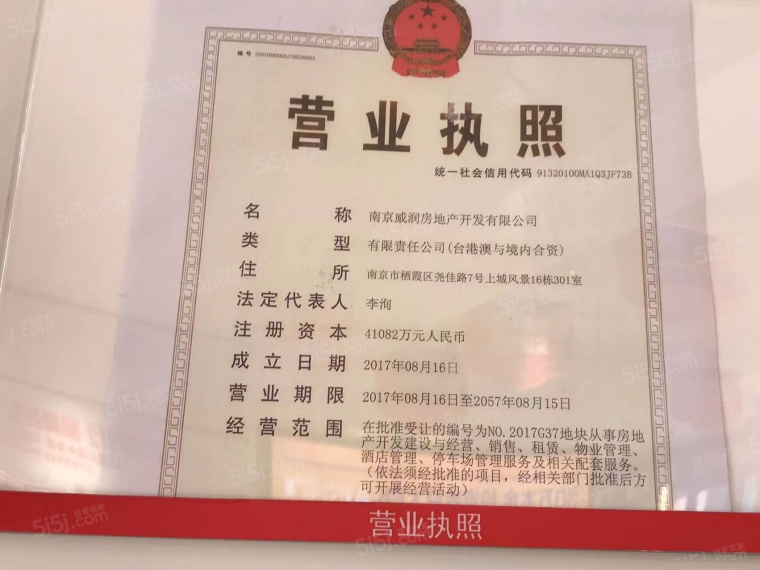 营业执照
统一社会信用代码 91320100MA1Q3JF73B
名称 南京威润房地产开发有限公司
类型 有限责任公司(台港澳与境内合资)
住所 南京市栖霞区尧佳路7号上城风景16栋301室
法定代表人 李洵
注册资本 41082万元人民币
成立日期 2017年08月16日
营业期限 2017年08月16日至2057年08月15日
经营范围 在批准受让的编号为NO.2017G37地块从事房地
产开发建设与经营、销售、租赁、物业管理、
酒店管理、停车场管理服务及相关配套服务。
(依法须经批准的项目，经相关部门批准后方
可开展经营活动)
营业执照
5i5j.com